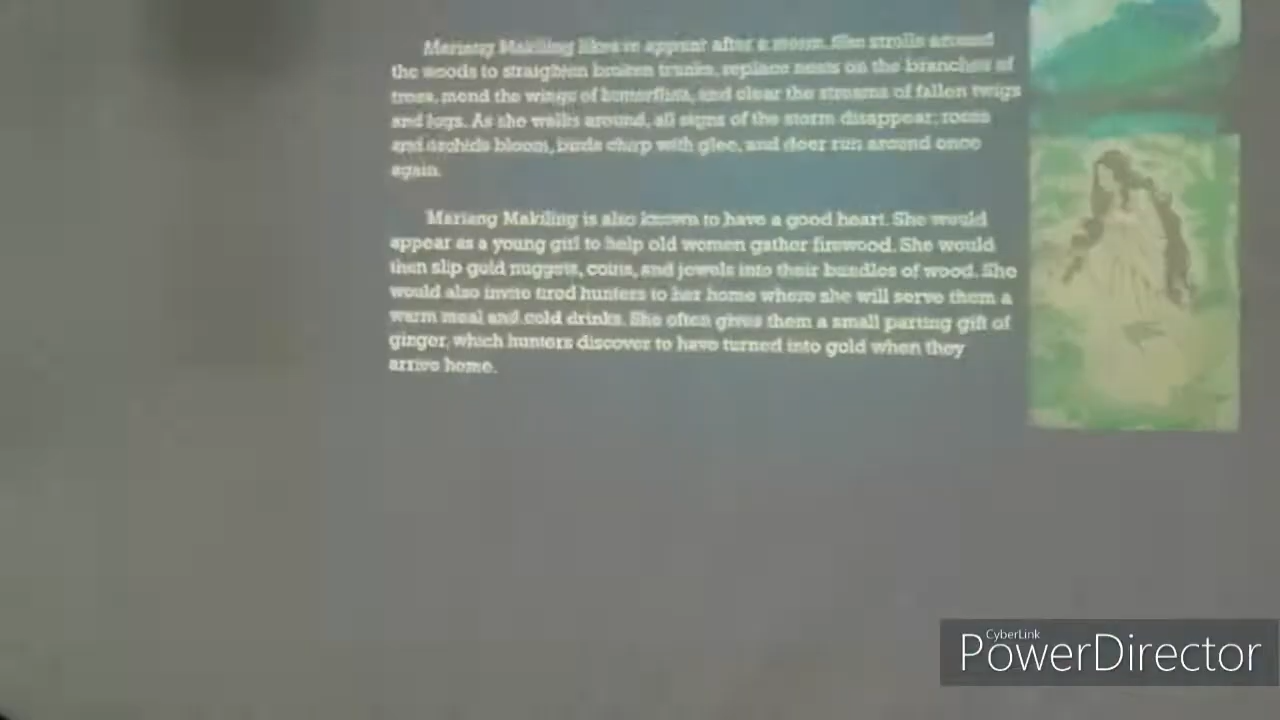 Mariang Makiling likes to appear after a storm. She strolls around
the woods to straighten broken trunks, replace nests on the branches of
trees, mend the wings of butterflies, and clear the streams of fallen twigs
and logs. As she walks around, all signs of the storm disappear; roses
and orchids bloom, birds chirp with glee, and deer run around once
again.
Mariang Makiling is also known to have a good heart. She would
appear as a young girl to help old women gather firewood. She would
then slip gold nuggets, coins, and jewels into their bundles of wood. She
would also invite tired hunters to her home where she will serve them a
warm meal and cold drinks. She often gives them a small parting gift of
ginger, which hunters discover to have turned into gold when they
arrive home.
CyberLink
PowerDirector